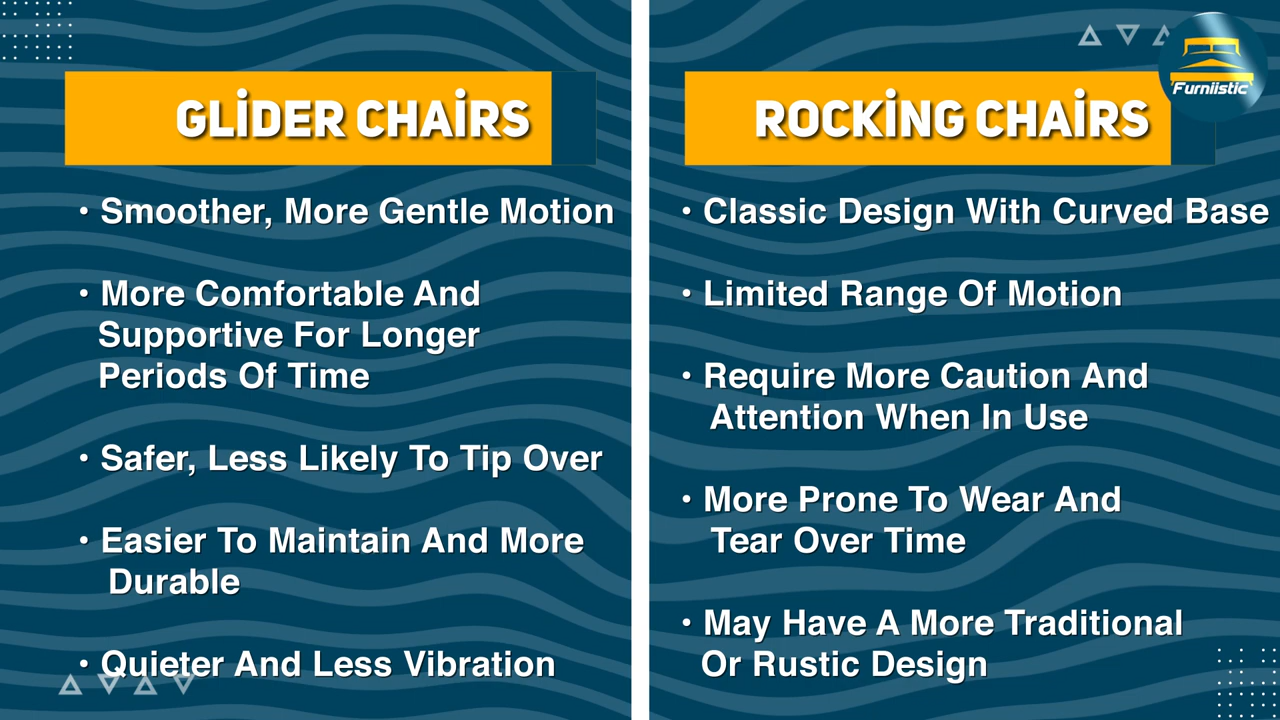 GLİDER CHAİRS
• Smoother, More Gentle Motion
• More Comfortable And
Supportive For Longer
Periods Of Time
• Safer, Less Likely To Tip Over
• Easier To Maintain And More
Durable
• Quieter And Less Vibration
ROCKİNG CHAİRS
• Classic Design With Curved Base
• Limited Range Of Motion
• Require More Caution And
Attention When In Use
• More Prone To Wear And
Tear Over Time
• May Have A More Traditional
Or Rustic Design
Furniistic